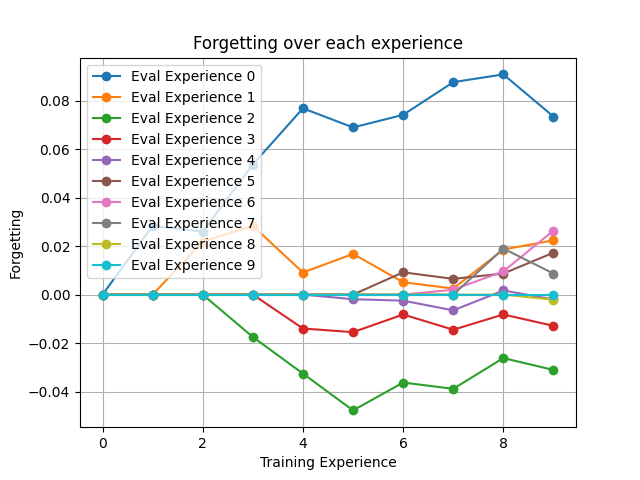 Forgetting over each experience
Eval Experience 0
Eval Experience 1
Eval Experience 2
Eval Experience 3
Eval Experience 4
Eval Experience 5
Eval Experience 6
Eval Experience 7
Eval Experience 8
Eval Experience 9
Forgetting
0.08
0.06
0.04
0.02
0.00
−0.02
−0.04
0 2 4 6 8
Training Experience